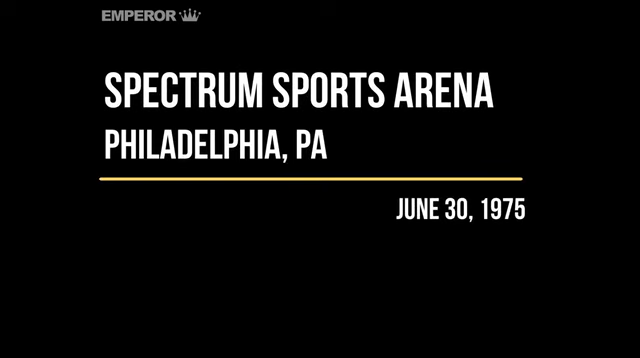 EMPEROR
SPECTRUM SPORTS ARENA
PHILADELPHIA, PA
JUNE 30, 1975